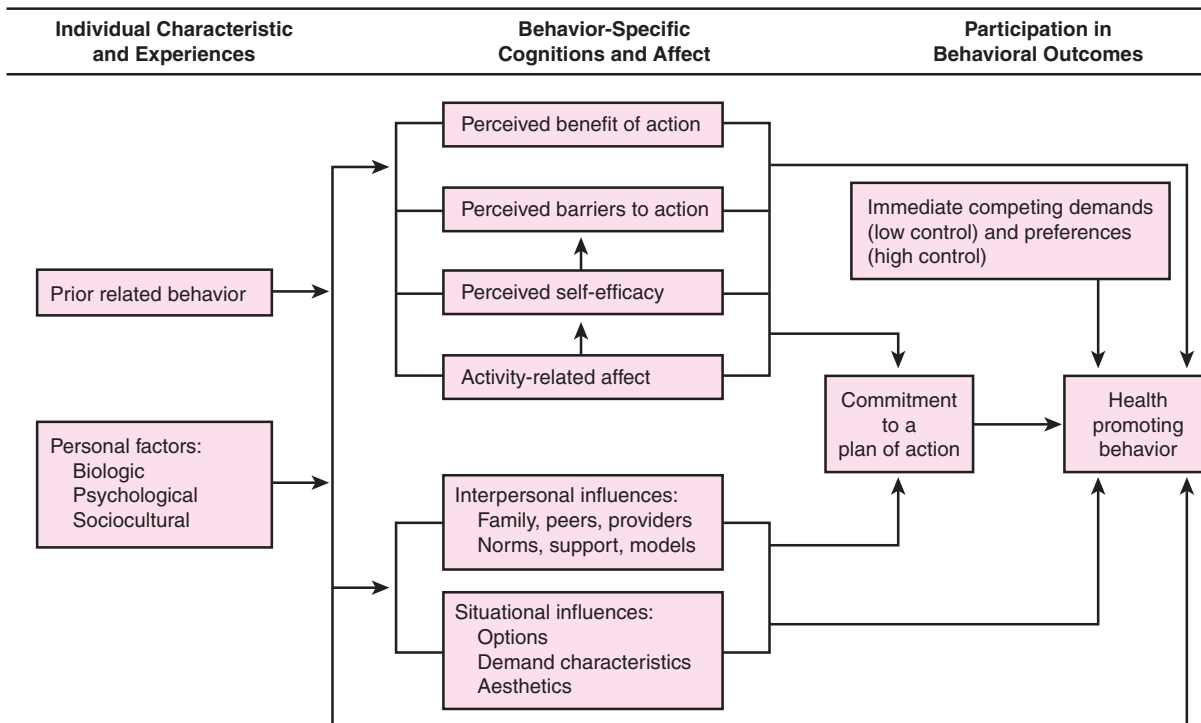 Individual Characteristic
and Experiences
Behavior-Specific
Cognitions and Affect
Participation in
Behavioral Outcomes
Prior related behavior
Personal factors:
Biologic
Psychological
Sociocultural
Perceived benefit of action
Perceived barriers to action
Perceived self-efficacy
Activity-related affect
Interpersonal influences:
Family, peers, providers
Norms, support, models
Situational influences:
Options
Demand characteristics
Aesthetics
Immediate competing demands
(low control) and preferences
(high control)
Commitment
to a
plan of action
Health
promoting
behavior